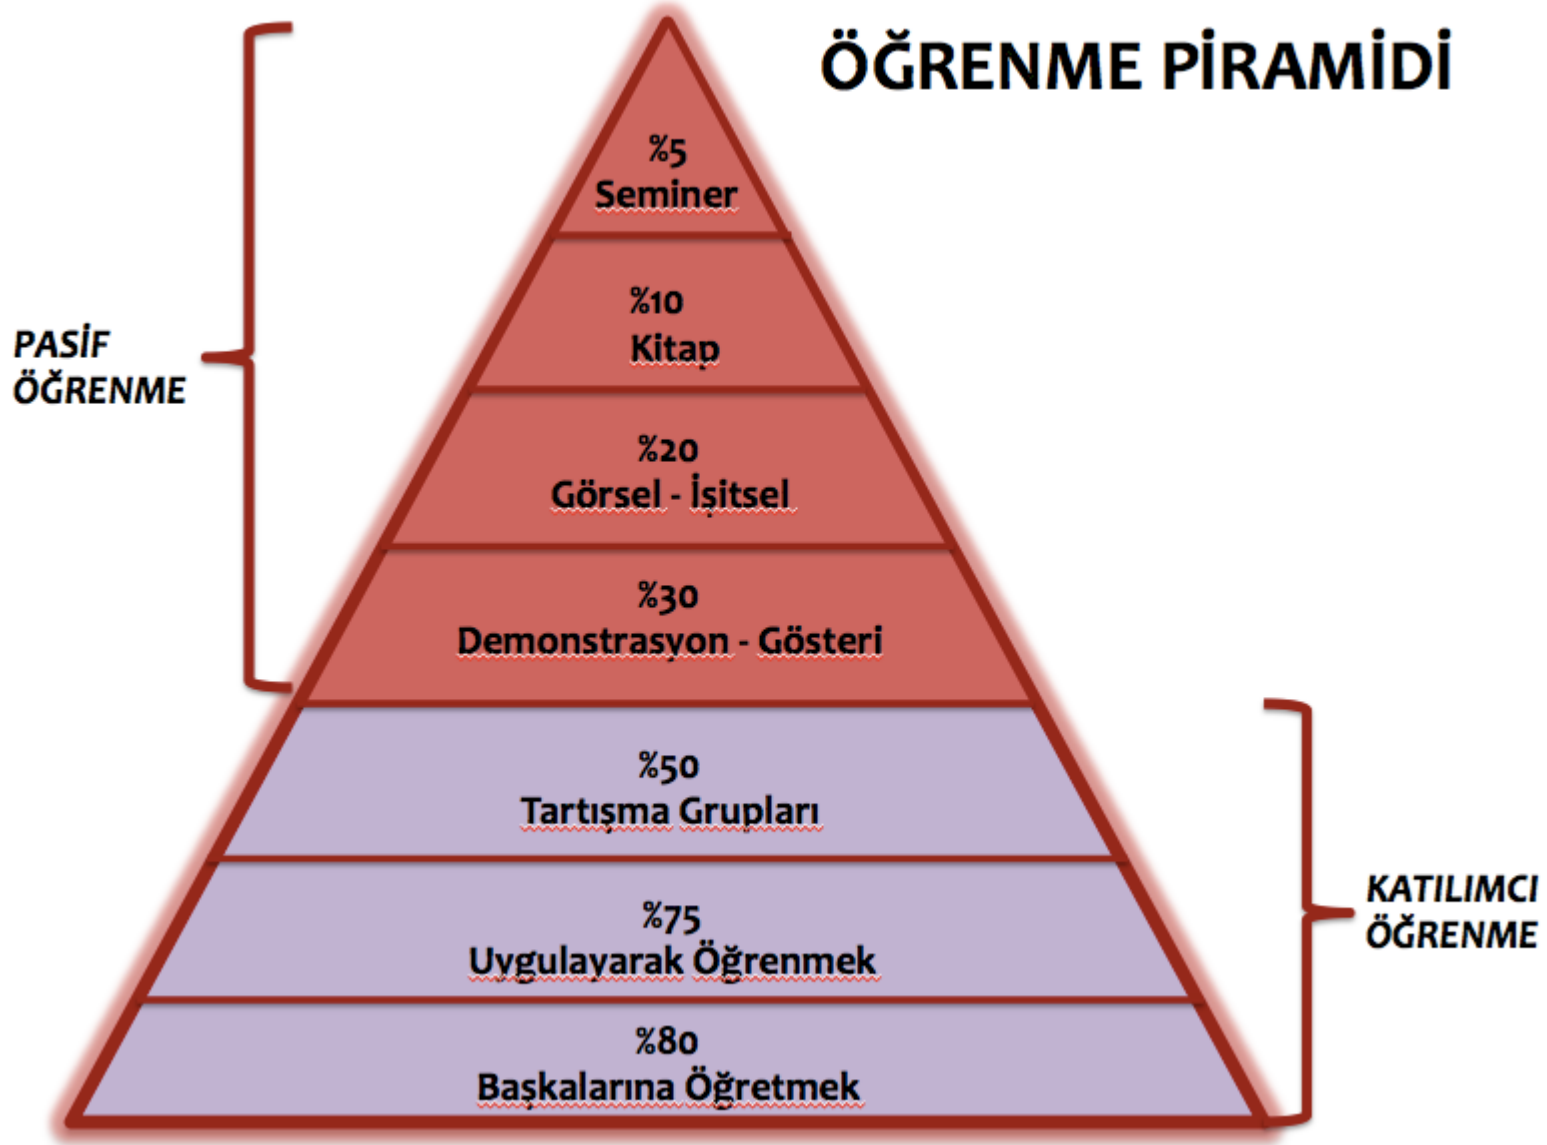 ÖĞRENME PİRAMİDİ
%5
Seminer
%10
Kitap
PASİF
ÖĞRENME
%20
Görsel - İşitsel
%30
Demonstrasyon - Gösteri
%50
Tartışma Grupları
%75
Uygulayarak Öğrenmek
KATILIMCI
ÖĞRENME
%80
Başkalarına Öğretmek